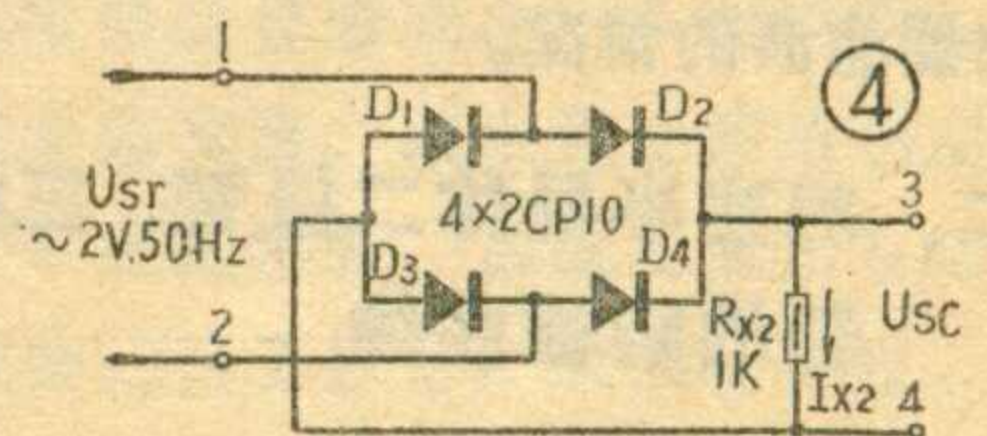 1
④
D1
D2
Usr
~2V.50Hz
4×2CP10
3
D3
D4
2
Rx2
1K
Ix2
Usc
4